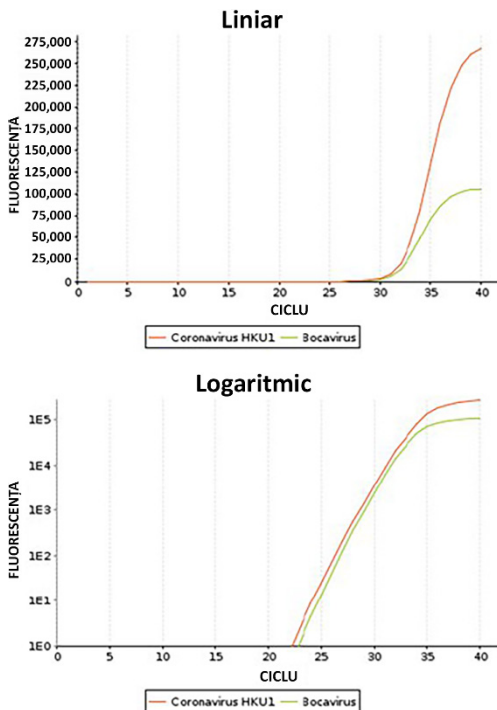 Liniar
275,000
250,000
225,000
200,000
175,000
150,000
125,000
100,000
75,000
50,000
25,000
0
FLUORESCENȚA
0 5 10 15 20 25 30 35 40
CICLU
Coronavirus HKU1 Bocavirus
Logaritmic
1E5
1E4
1E3
1E2
1E1
1E0
FLUORESCENȚA
0 5 10 15 20 25 30 35 40
CICLU
Coronavirus HKU1 Bocavirus